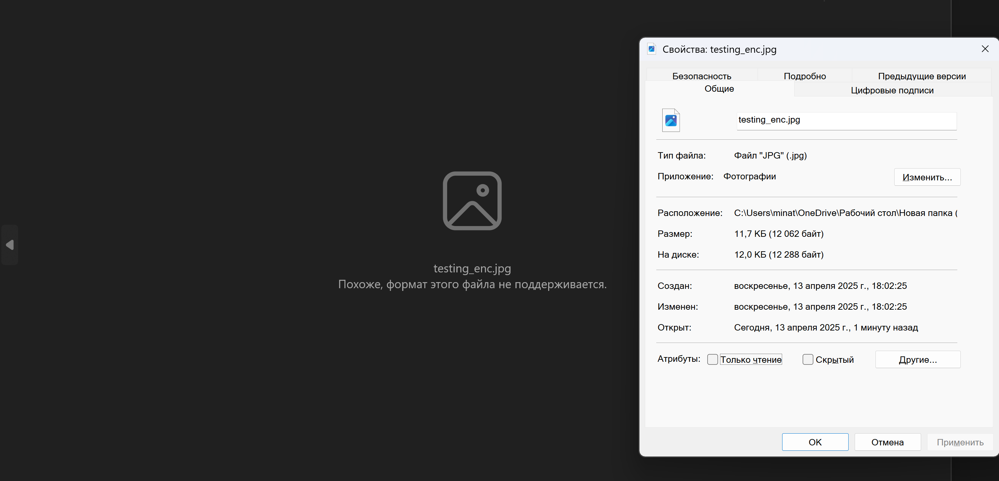 testing_enc.jpg
Похоже, формат этого файла не поддерживается.
Свойства: testing_enc.jpg
Безопасность
Подробно
Предыдущие версии
Общие
Цифровые подписи
testing_enc.jpg
Тип файла: Файл "JPG" (.jpg)
Приложение: Фотографии
Изменить...
Расположение: C:\Users\minat\OneDrive\Рабочий стол\Новая папка (
Размер: 11,7 КБ (12 062 байт)
На диске: 12,0 КБ (12 288 байт)
Создан: воскресенье, 13 апреля 2025 г., 18:02:25
Изменен: воскресенье, 13 апреля 2025 г., 18:02:25
Открыт: Сегодня, 13 апреля 2025 г., 1 минуту назад
Атрибуты: Только чтение Скрытый Другие...
ОК Отмена Применить